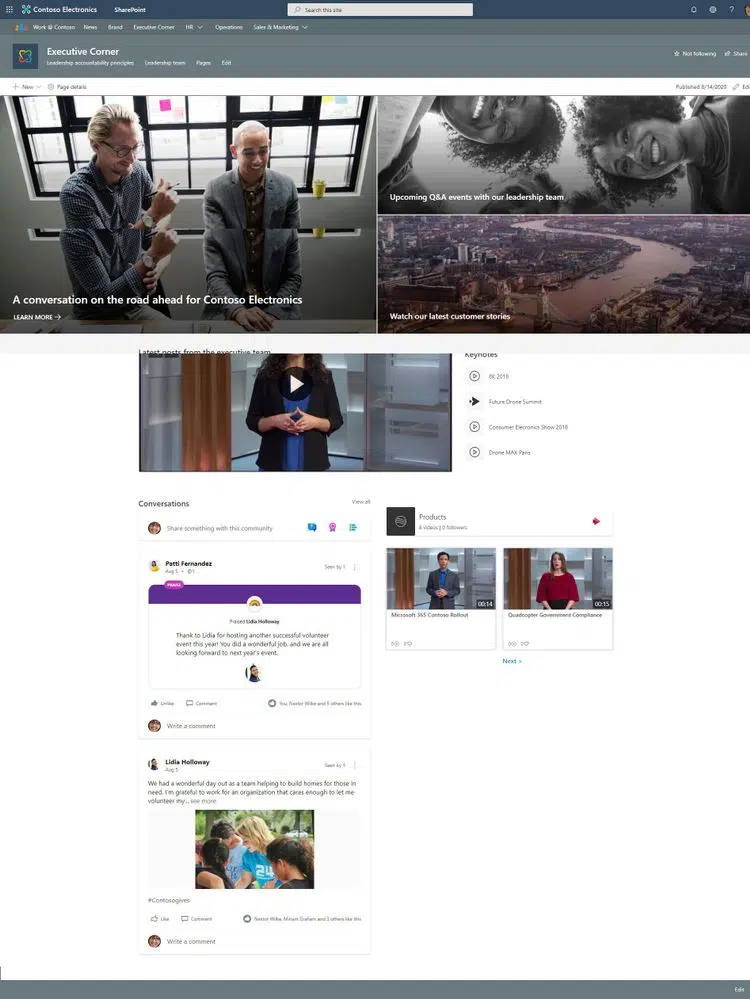 Contoso Electronics
SharePoint
Search this site
?
Work @ Contoso
News
Brand
Executive Corner
HR
Operations
Sales & Marketing
Executive Corner
Leadership accountability principles
Leadership team
Pages
Edit
Not following
Share
New
Page details
Published 8/14/2020
A conversation on the road ahead for Contoso Electronics
LEARN MORE
Upcoming Q&A events with our leadership team
Watch our latest customer stories
Latest posts from the executive team
Keynotes
Future Drone Summit
Consumer Elecronics Show 2018
Drone MAX Paris
Conversations
View all
Share something with this community
Patti Fernandez
Aug 5
Seen by 1
PRAISE
Praised Lidia Holloway
Thank to Lidia for hosting another successful volunteer
event this year! You did a wonderful job, and we are all
looking forward to next year's event.
Unlike
Comment
You, Nestor Wilke and 5 others like this
Write a comment
Lidia Holloway
Aug 5
Seen by 1
We had a wonderful day out as a team helping to build homes for those in
need. I'm grateful to work for an organization that cares enough to let me
volunteer my... see more
24
#Contosogives
Like
Comment
Nestor Wilke, Miriam Graham and 3 others like this
Write a comment
Products
8 videos | 0 followers
00:14
Microsoft 365 Contoso Rollout
00:15
Quadcopter Government Compliance
Next >
Edit